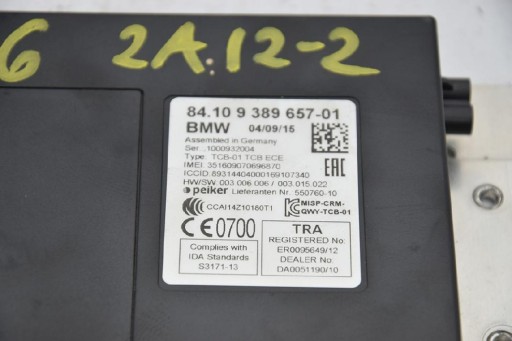 6 2A.12-2
84.10 9 389 657-01
BMW 04/09/15
Assembled in Germany
Ser. .1000932004
Type: TCB-01 TCB ECE
IMEI: 351609070696870
ICCID: 89314404000169107340
HW/SW: 003.006.006 / 003.015.022
peiker Lieferanten Nr. 550760-10
CCAI14Z10180T1
MSIP-CRM-
QWY-TCB-01
CE0700
Complies with
IDA Standards
S3171-13
TRA
REGISTERED No:
ER0095649/12
DEALER No:
DA0051190/10
EAC